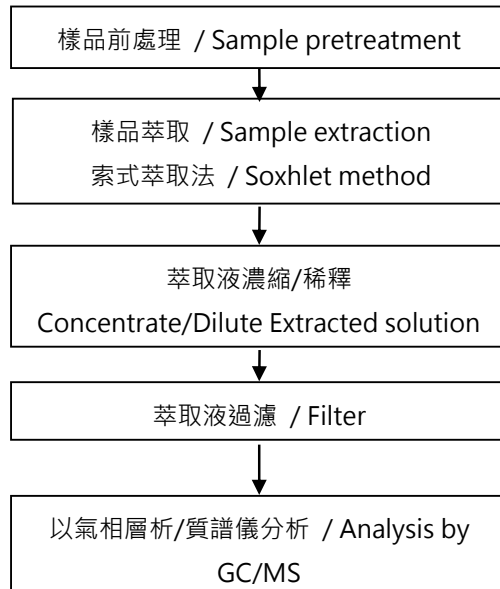 樣品前處理 / Sample pretreatment
樣品萃取 / Sample extraction
索式萃取法 / Soxhlet method
萃取液濃縮/稀釋
Concentrate/Dilute Extracted solution
萃取液過濾 / Filter
以氣相層析/質譜儀分析 / Analysis by
GC/MS